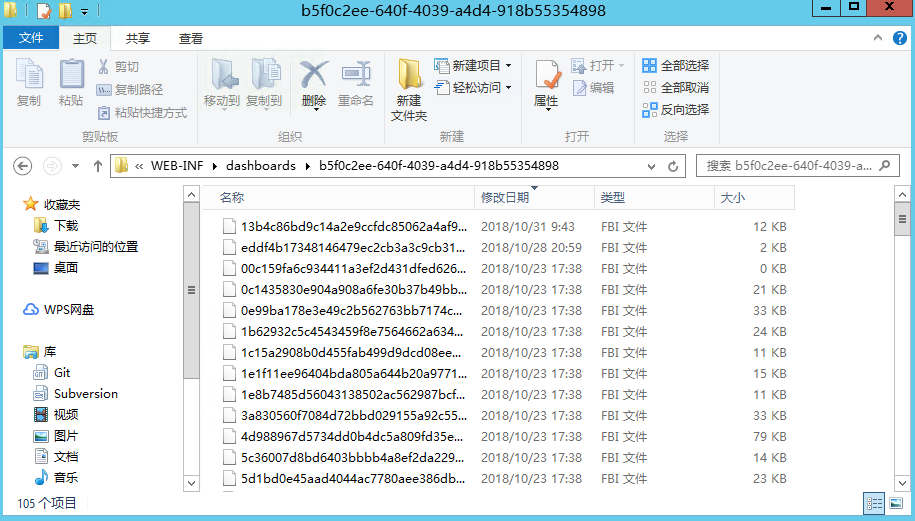 b5f0c2ee-640f-4039-a4d4-918b55354898
文件 主页 共享 查看
复制
粘贴
剪切
复制路径
粘贴快捷方式
剪贴板
移动到 复制到 删除 重命名
组织
新建
文件夹
新建项目
轻松访问
新建
属性
打开
编辑
打开
全部选择
全部取消
反向选择
选择
« WEB-INF dashboards b5f0c2ee-640f-4039-a4d4-918b55354898
搜索 b5f0c2ee-640f-4039-a...
收藏夹
下载
最近访问的位置
桌面
WPS网盘
库
Git
Subversion
视频
图片
文档
音乐
名称 修改日期 类型 大小
13b4c86bd9c14a2e9ccfdc85062a4af9... 2018/10/31 9:43 FBI 文件 12 KB
eddf4b17348146479ec2cb3a3c9cb31... 2018/10/28 20:59 FBI 文件 2 KB
00c159fa6c934411a3ef2d431dfed626... 2018/10/23 17:38 FBI 文件 0 KB
0c1435830e904a908a6fe30b37b49bb... 2018/10/23 17:38 FBI 文件 21 KB
0e99ba178e3e49c2b562763bb7174c... 2018/10/23 17:38 FBI 文件 33 KB
1b62932c5c4543459f8e7564662a634... 2018/10/23 17:38 FBI 文件 24 KB
1c15a2908b0d455fab499d9dcd08ee... 2018/10/23 17:38 FBI 文件 11 KB
1e1f11ee96404bda805a644b20a9771... 2018/10/23 17:38 FBI 文件 15 KB
1e8b7485d56043138502ac562987bcf... 2018/10/23 17:38 FBI 文件 11 KB
3a830560f7084d72bbd029155a92c55... 2018/10/23 17:38 FBI 文件 33 KB
4d988967d5734dd0b4dc5a809fd35e... 2018/10/23 17:38 FBI 文件 79 KB
5c36007d8bd6403bbbb4a8ef2da229... 2018/10/23 17:38 FBI 文件 14 KB
5d1bd0e45aad4044ac7780aee386db... 2018/10/23 17:38 FBI 文件 23 KB
105 个项目